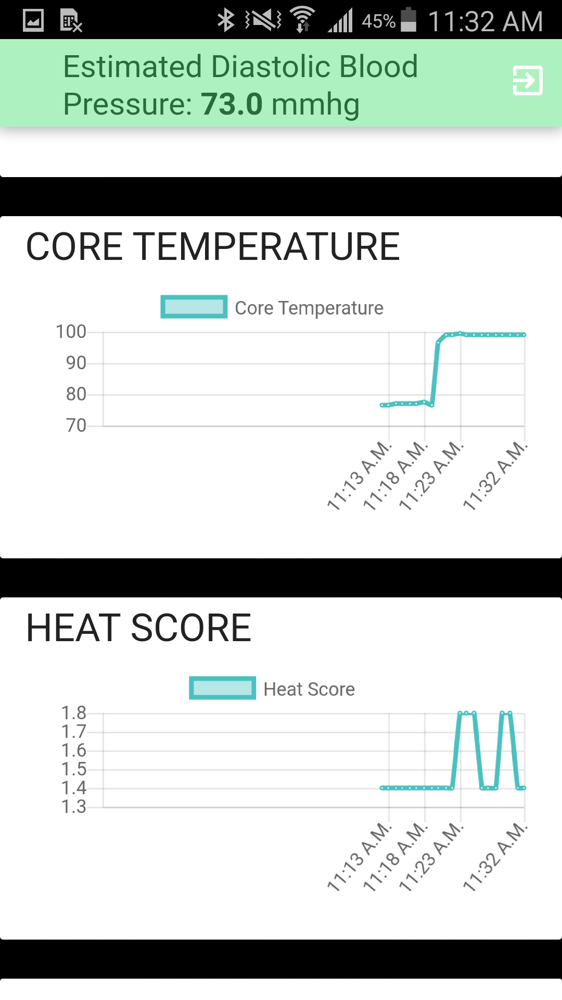 45% 11:32 AM
Estimated Diastolic Blood
Pressure: 73.0 mmhg
CORE TEMPERATURE
Core Temperature
100
90
80
70
11:13 A.M.
11:18 A.M.
11:23 A.M.
11:32 A.M.
HEAT SCORE
Heat Score
1.8
1.7
1.6
1.5
1.4
1.3
11:13 A.M.
11:18 A.M.
11:23 A.M.
11:32 A.M.